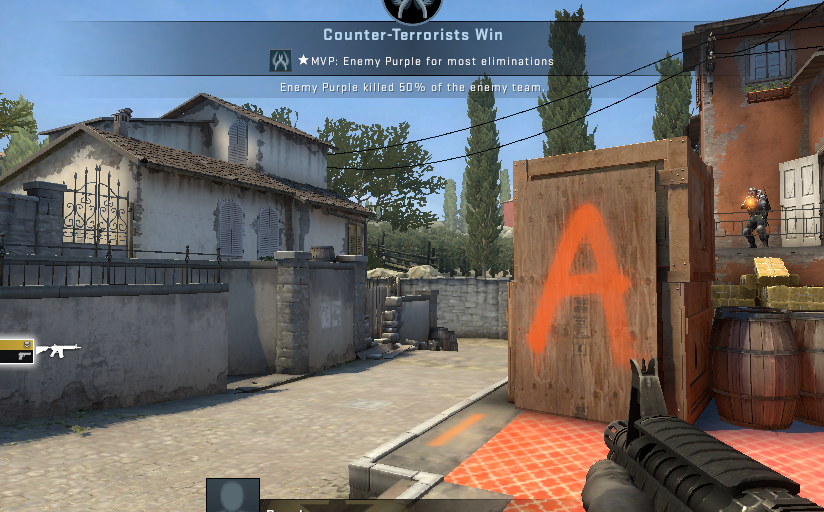 Counter-Terrorists Win
★MVP: Enemy Purple for most eliminations
Enemy Purple killed 50% of the enemy team.
A